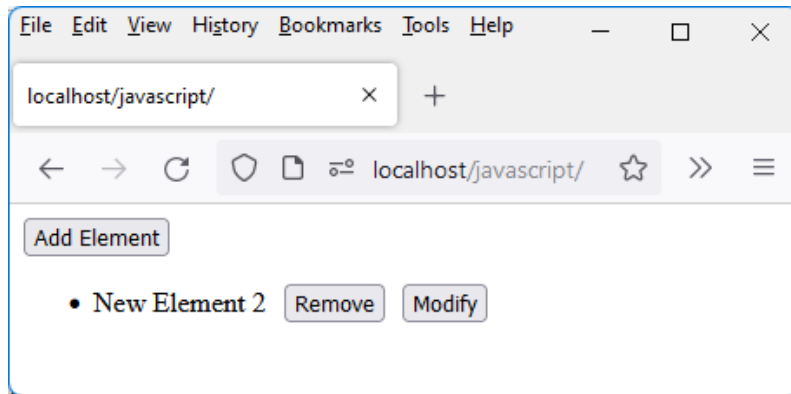 File Edit View History Bookmarks Tools Help
localhost/javascript/
localhost/javascript/
Add Element
• New Element 2 Remove Modify